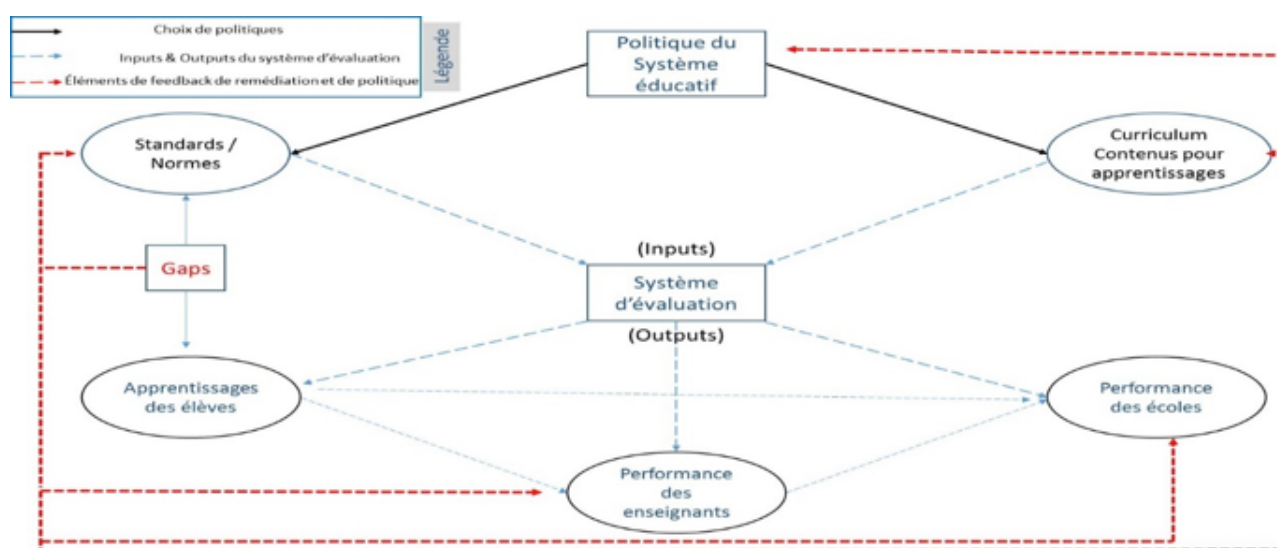 Choix de politiques
Inputs & Outputs du système d'évaluation
Éléments de feedback de remédiation et de politique
Légende
Politique du
Système
éducatif
Standards /
Normes
Curriculum
Contenus pour
apprentissages
Gaps
(Inputs)
Système
d'évaluation
(Outputs)
Apprentissages
des élèves
Performance
des écoles
Performance
des
enseignants